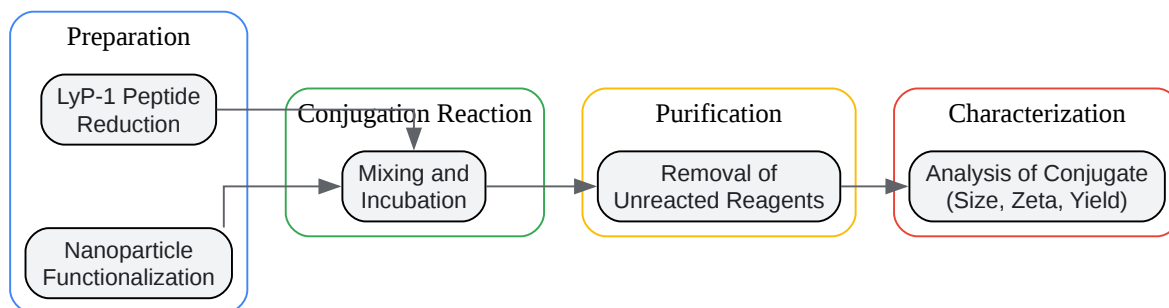 Preparation
LyP-1 Peptide
Reduction
Nanoparticle
Functionalization
Conjugation Reaction
Mixing and
Incubation
Purification
Removal of
Unreacted Reagents
Characterization
Analysis of Conjugate
(Size, Zeta, Yield)